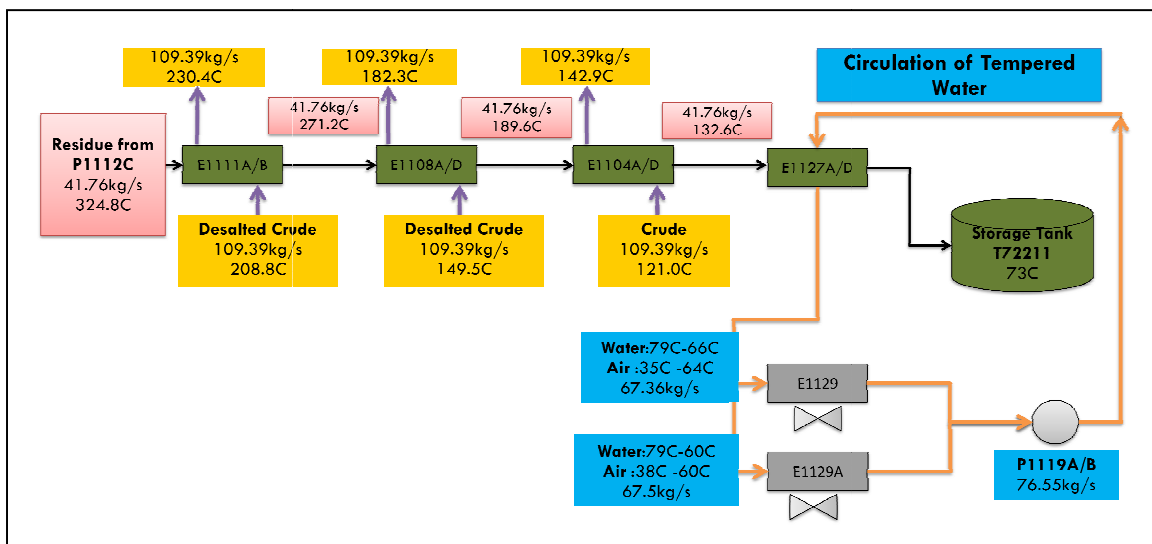 109.39kg/s
230.4C
109.39kg/s
182.3C
109.39kg/s
142.9C
Circulation of Tempered
Water
41.76kg/s
271.2C
41.76kg/s
189.6C
41.76kg/s
132.6C
Residue from
P1112C
41.76kg/s
324.8C
E1111A/B
E1108A/D
E1104A/D
E1127A/D
Desalted Crude
109.39kg/s
208.8C
Desalted Crude
109.39kg/s
149.5C
Crude
109.39kg/s
121.0C
Storage Tank
T72211
73C
Water:79C-66C
Air :35C -64C
67.36kg/s
E1129
Water:79C-60C
Air :38C -60C
67.5kg/s
E1129A
P1119A/B
76.55kg/s